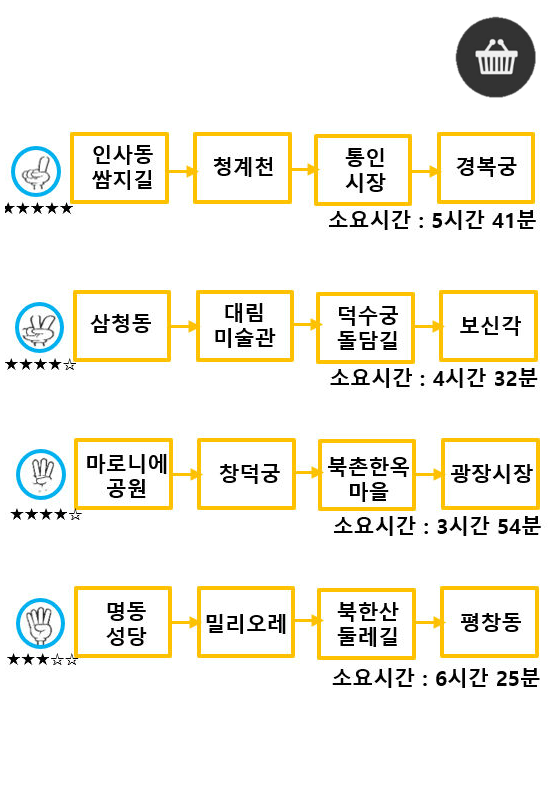 인사동
쌈지길
청계천
통인
시장
경복궁
★★★★★
소요시간 : 5시간 41분
삼청동
대림
미술관
덕수궁
돌담길
보신각
★★★★☆
소요시간 : 4시간 32분
마로니에
공원
창덕궁
북촌한옥
마을
광장시장
★★★★☆
소요시간 : 3시간 54분
명동
성당
밀리오레
북한산
둘레길
평창동
★★★☆☆
소요시간 : 6시간 25분